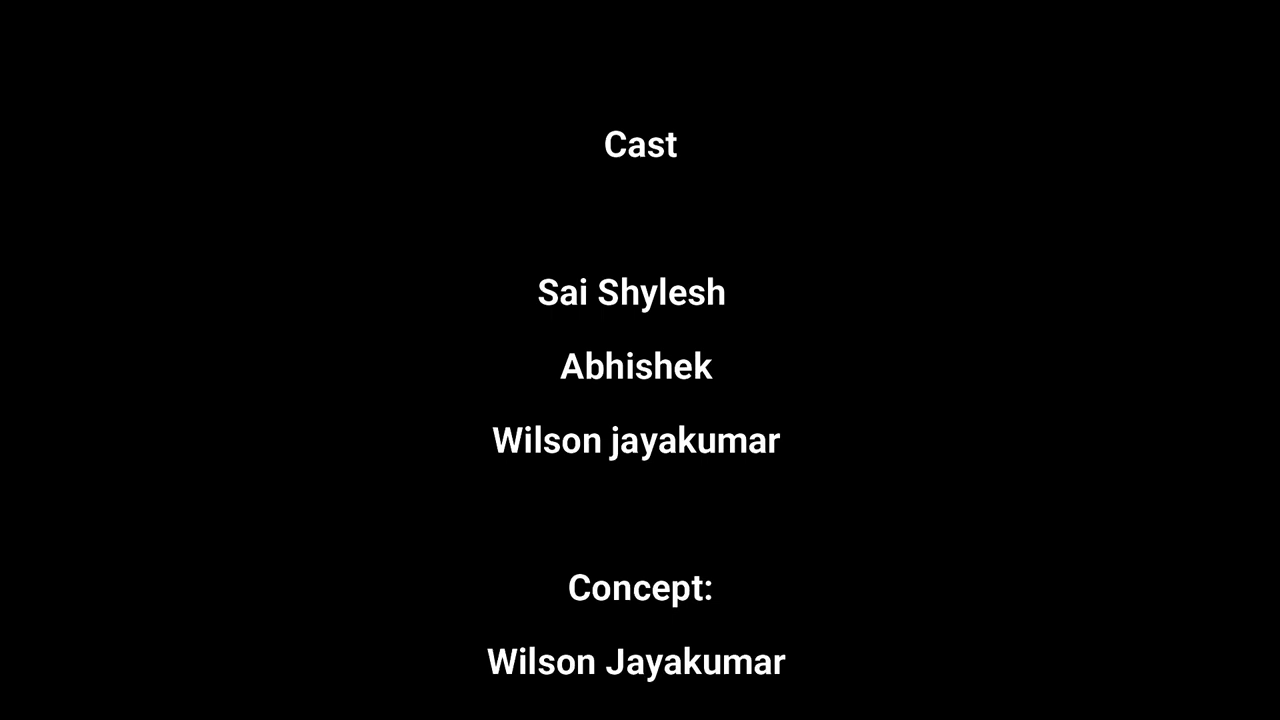 Cast
Sai Shylesh
Abhishek
Wilson jayakumar
Concept:
Wilson Jayakumar